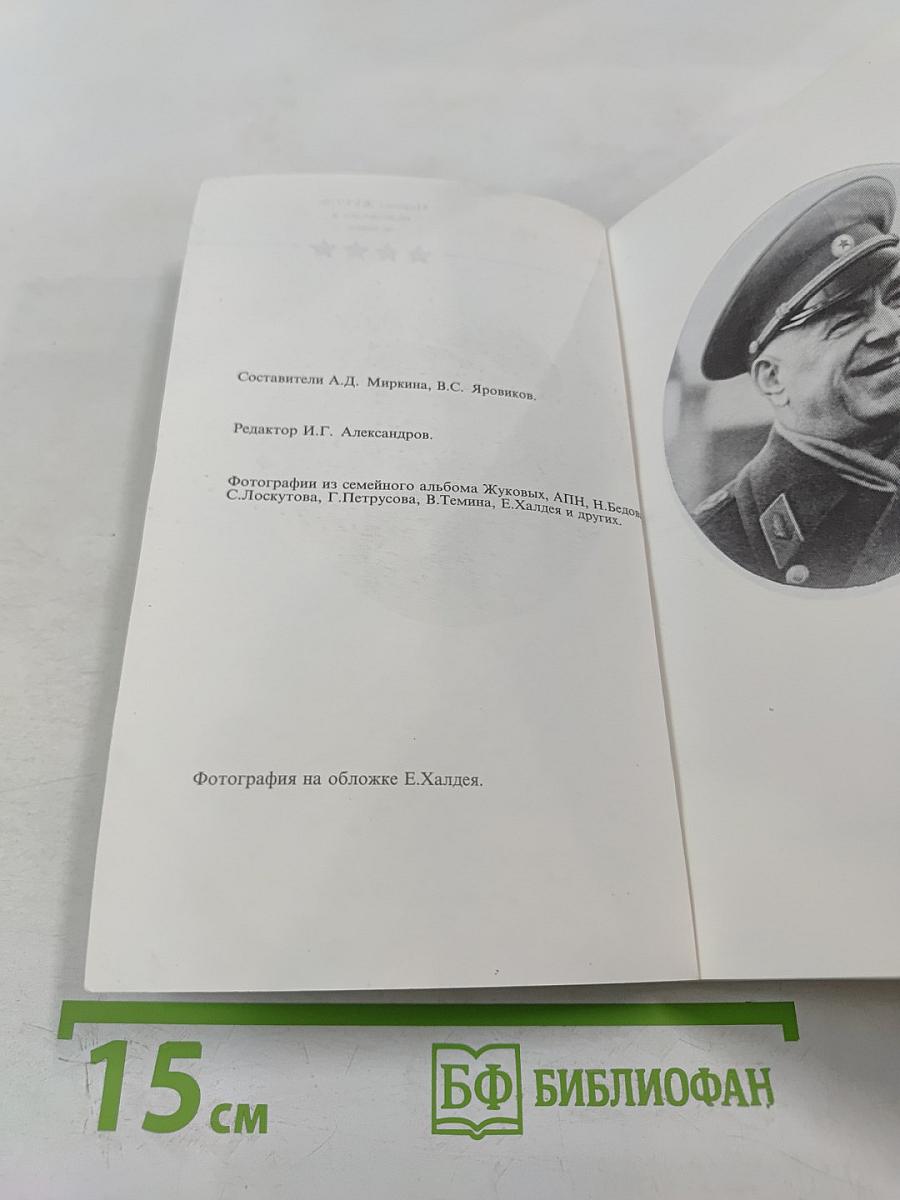 Составители А.Д. Миркина, В.С. Яровиков.
Редактор И.Г. Александров.
Фотографии из семейного альбома Жуковых, АПН, Н.Бедов
С.Лоскутова, Г.Петрусова, В.Темина, Е.Халдея и других.
Фотография на обложке Е.Халдея.
15 см
БФ БИБЛИОФАН